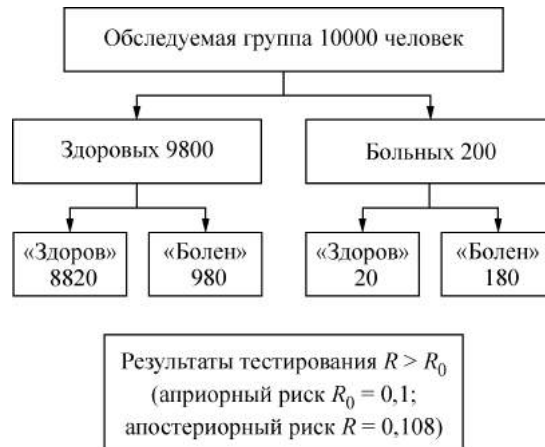 Обследуемая группа 10000 человек
Здоровых 9800
Больных 200
«Здоров»
8820
«Болен»
980
«Здоров»
20
«Болен»
180
Результаты тестирования R > R₀
(априорный риск R₀ = 0,1;
апостериорный риск R = 0,108)